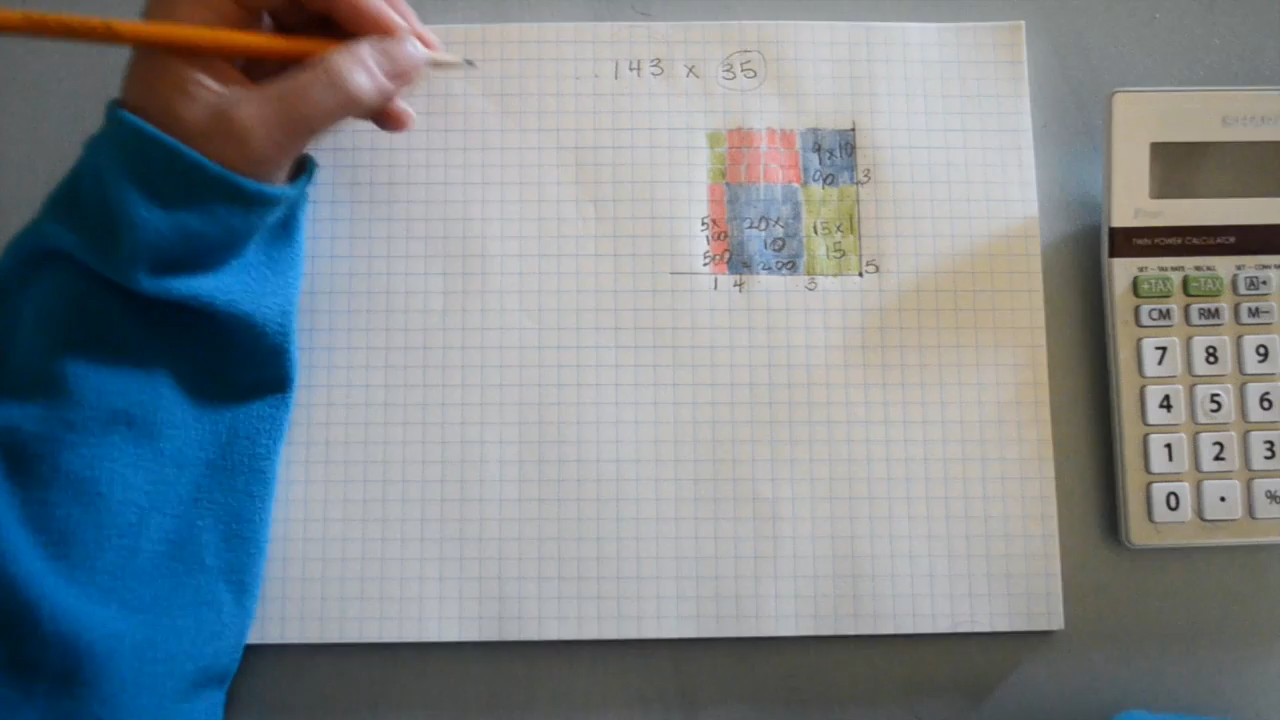 143 x 35
9x10
90
3
5x
100
500
20x
10
= 200
15x1
15
5
1 4 3
TWIN POWER CALCULATOR
+TAX -TAX
CM RM M-
7 8 9
4 5 6
1 2 3
0 . %